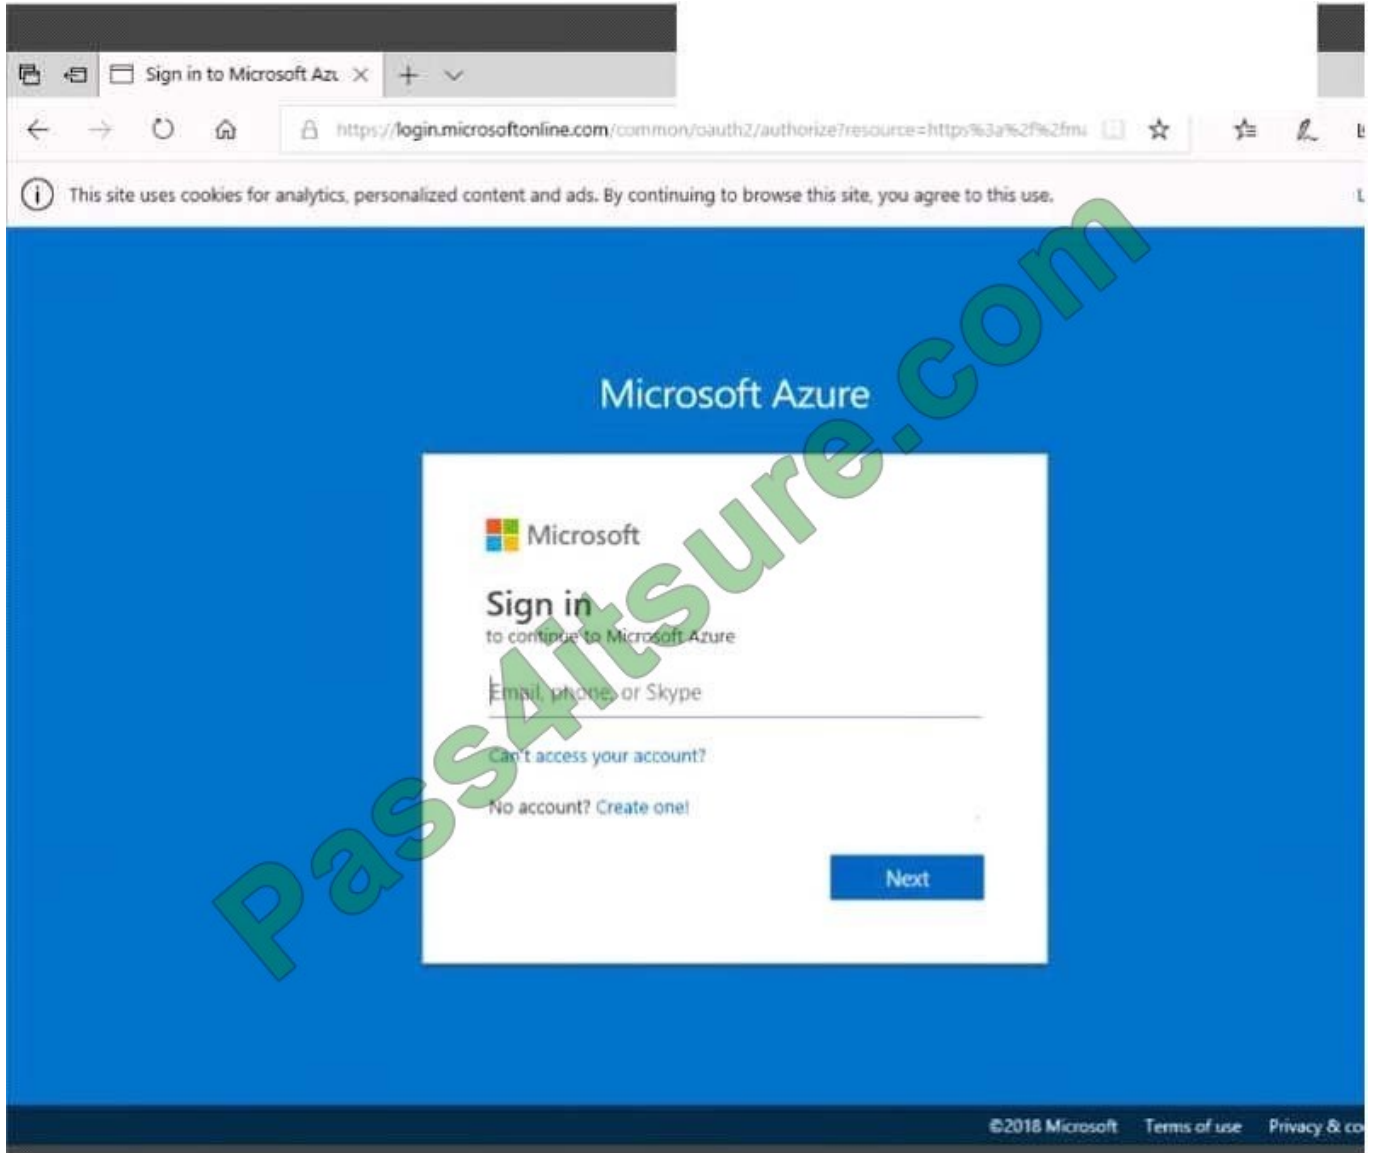 Sign in to Microsoft Azu
https://login.microsoftonline.com/common/oauth2/authorize?resource=https%3a%2f%2fma
This site uses cookies for analytics, personalized content and ads. By continuing to browse this site, you agree to this use.
L
Microsoft Azure
Microsoft
Sign in
to continue to Microsoft Azure
Email, phone, or Skype
Can't access your account?
No account? Create one!
Next
Pass4itsure.com
©2018 Microsoft Terms of use Privacy & co